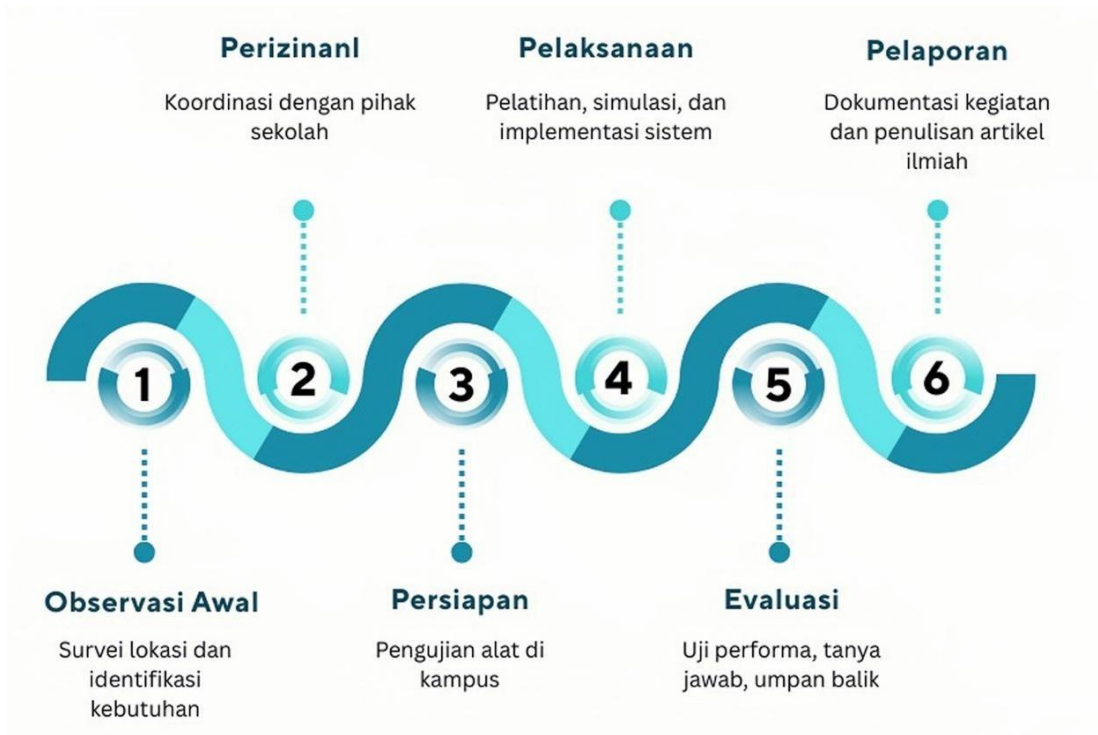 Perizinanl
Koordinasi dengan pihak
sekolah
Pelaksanaan
Pelatihan, simulasi, dan
implementasi sistem
Pelaporan
Dokumentasi kegiatan
dan penulisan artikel
ilmiah
1
2
3
4
5
6
Observasi Awal
Survei lokasi dan
identifikasi
kebutuhan
Persiapan
Pengujian alat di
kampus
Evaluasi
Uji performa, tanya
jawab, umpan balik